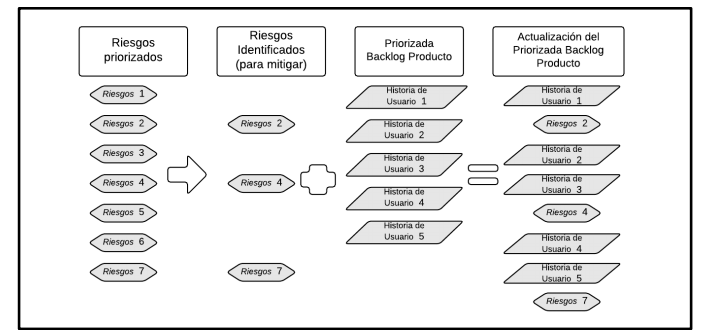 Riesgos
priorizados
Riesgos
Identificados
(para mitigar)
Priorizada
Backlog Producto
Actualización del
Priorizada Backlog
Producto
Riesgos 1
Riesgos 2
Riesgos 3
Riesgos 4
Riesgos 5
Riesgos 6
Riesgos 7
Riesgos 2
Riesgos 4
Riesgos 7
Historia de
Usuario 1
Historia de
Usuario 2
Historia de
Usuario 3
Historia de
Usuario 4
Historia de
Usuario 5
Historia de
Usuario 1
Riesgos 2
Historia de
Usuario 2
Historia de
Usuario 3
Riesgos 4
Historia de
Usuario 4
Historia de
Usuario 5
Riesgos 7